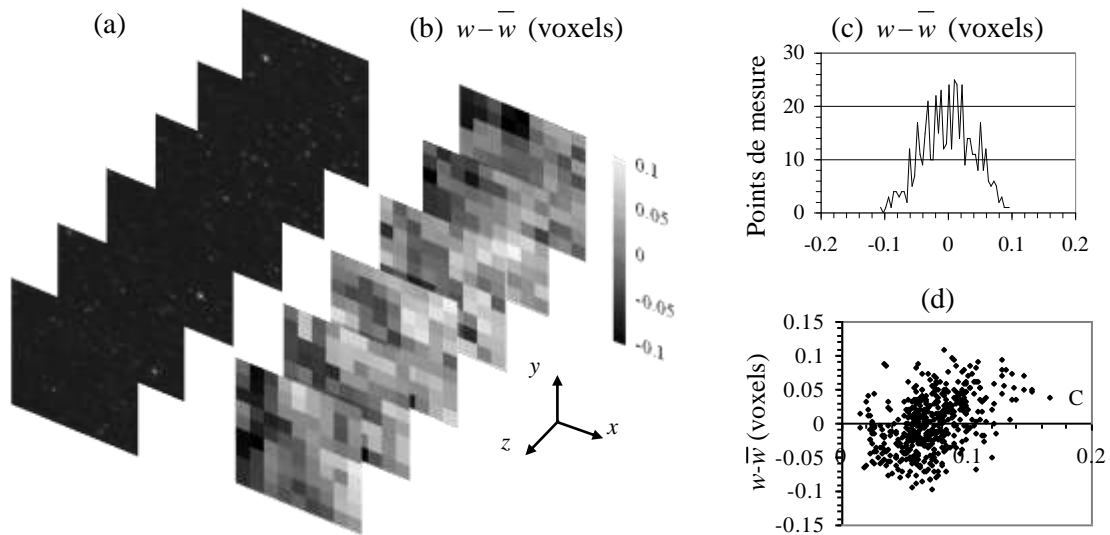 (a)
(b) w – w̅ (voxels)
0.1
0.05
0
-0.05
-0.1
y
x
z
(c) w – w̅ (voxels)
Points de mesure
30
20
10
0
-0.2
-0.1
0
0.1
0.2
(d)
w-w̅ (voxels)
0.15
0.1
0.05
0
-0.05
-0.1
-0.15
0
0.1
0.2
C